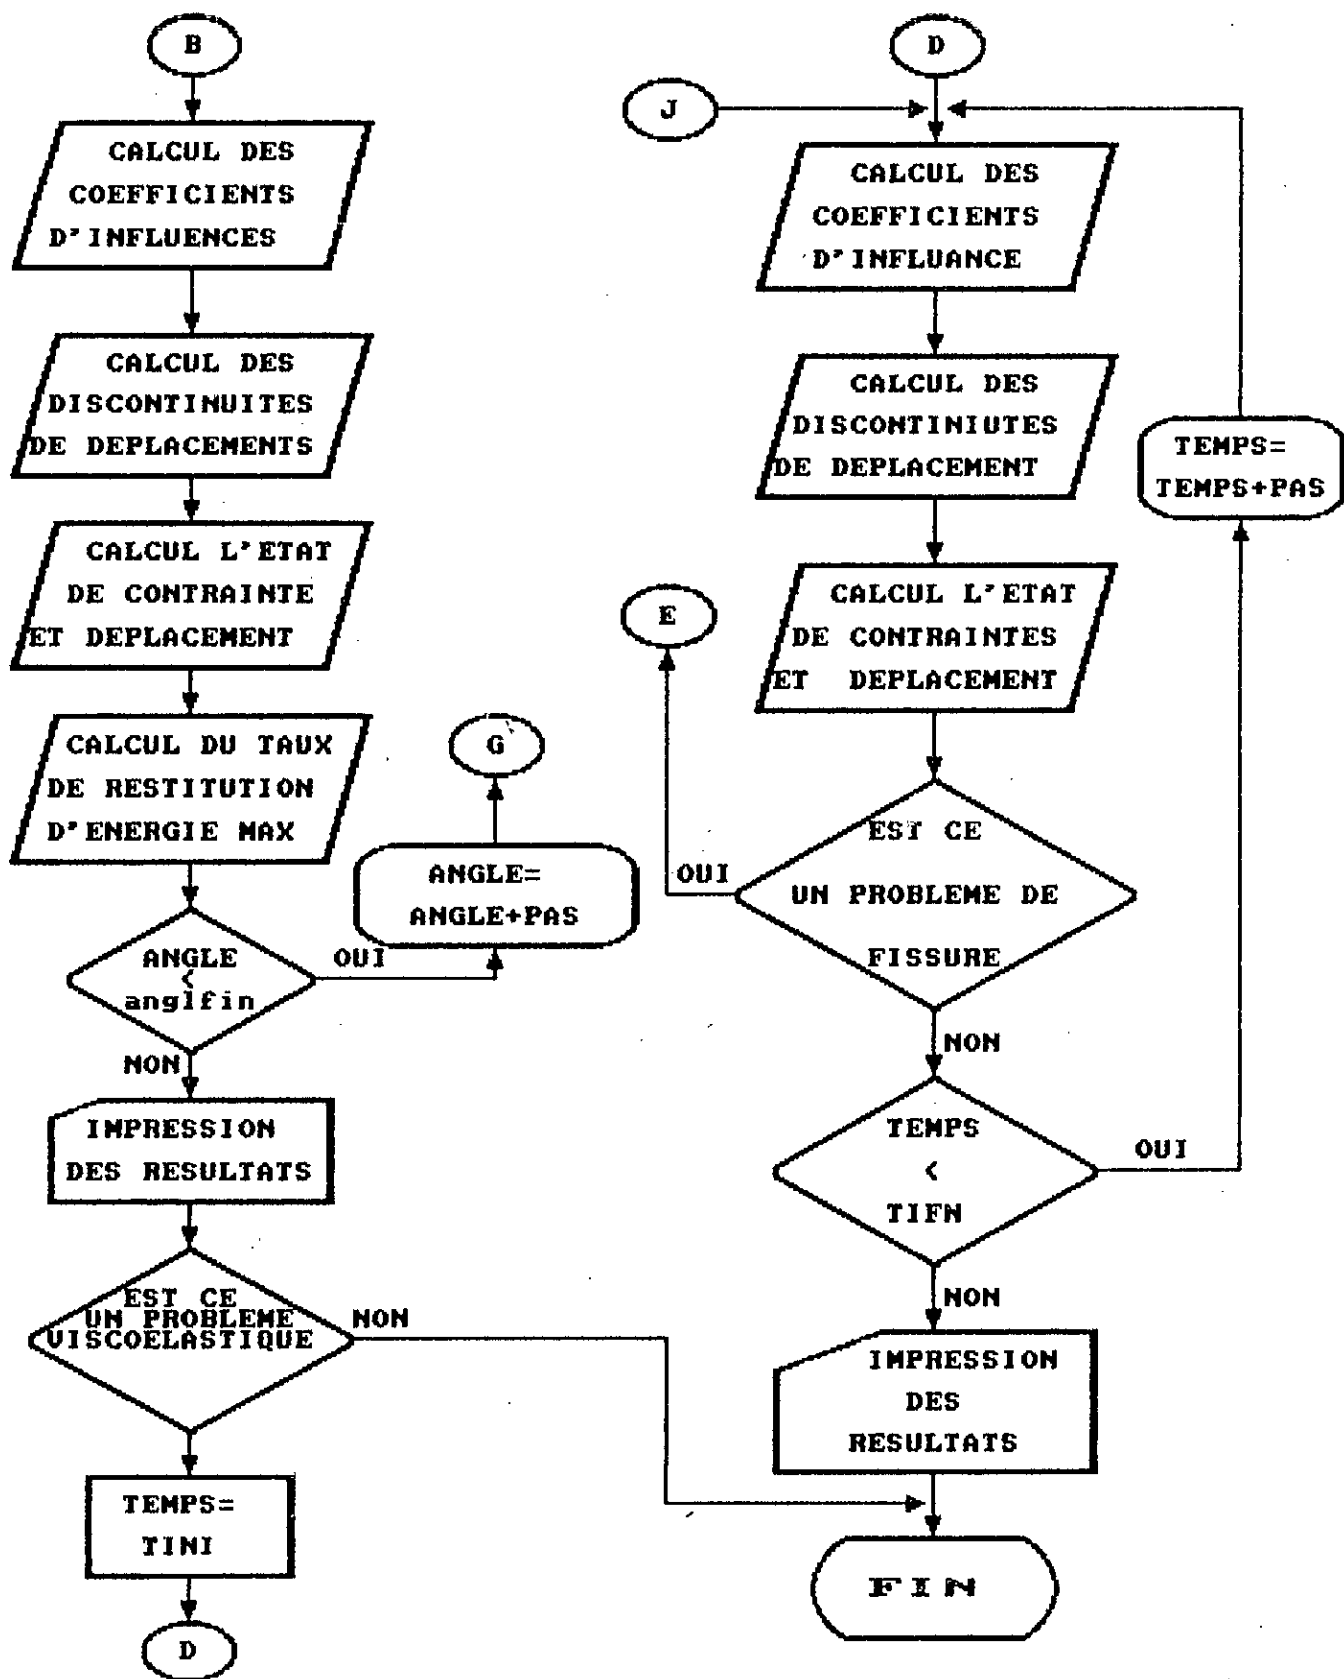 B
CALCUL DES
COEFFICIENTS
D'INFLUENCES
CALCUL DES
DISCONTINUITES
DE DEPLACEMENTS
CALCUL L'ETAT
DE CONTRAINTE
ET DEPLACEMENT
CALCUL DU TAUX
DE RESTITUTION
D'ENERGIE MAX
ANGLE
<
anglfin
OUI
ANGLE=
ANGLE+PAS
G
NON
IMPRESSION
DES RESULTATS
EST CE
UN PROBLEME
VISCOELASTIQUE
NON
TEMPS=
TINI
D
D
J
CALCUL DES
COEFFICIENTS
D'INFLUANCE
CALCUL DES
DISCONTINIUTES
DE DEPLACEMENT
CALCUL L'ETAT
DE CONTRAINTES
ET DEPLACEMENT
E
OUI
EST CE
UN PROBLEME DE
FISSURE
NON
TEMPS
<
TIFN
OUI
TEMPS=
TEMPS+PAS
NON
IMPRESSION
DES
RESULTATS
FIN